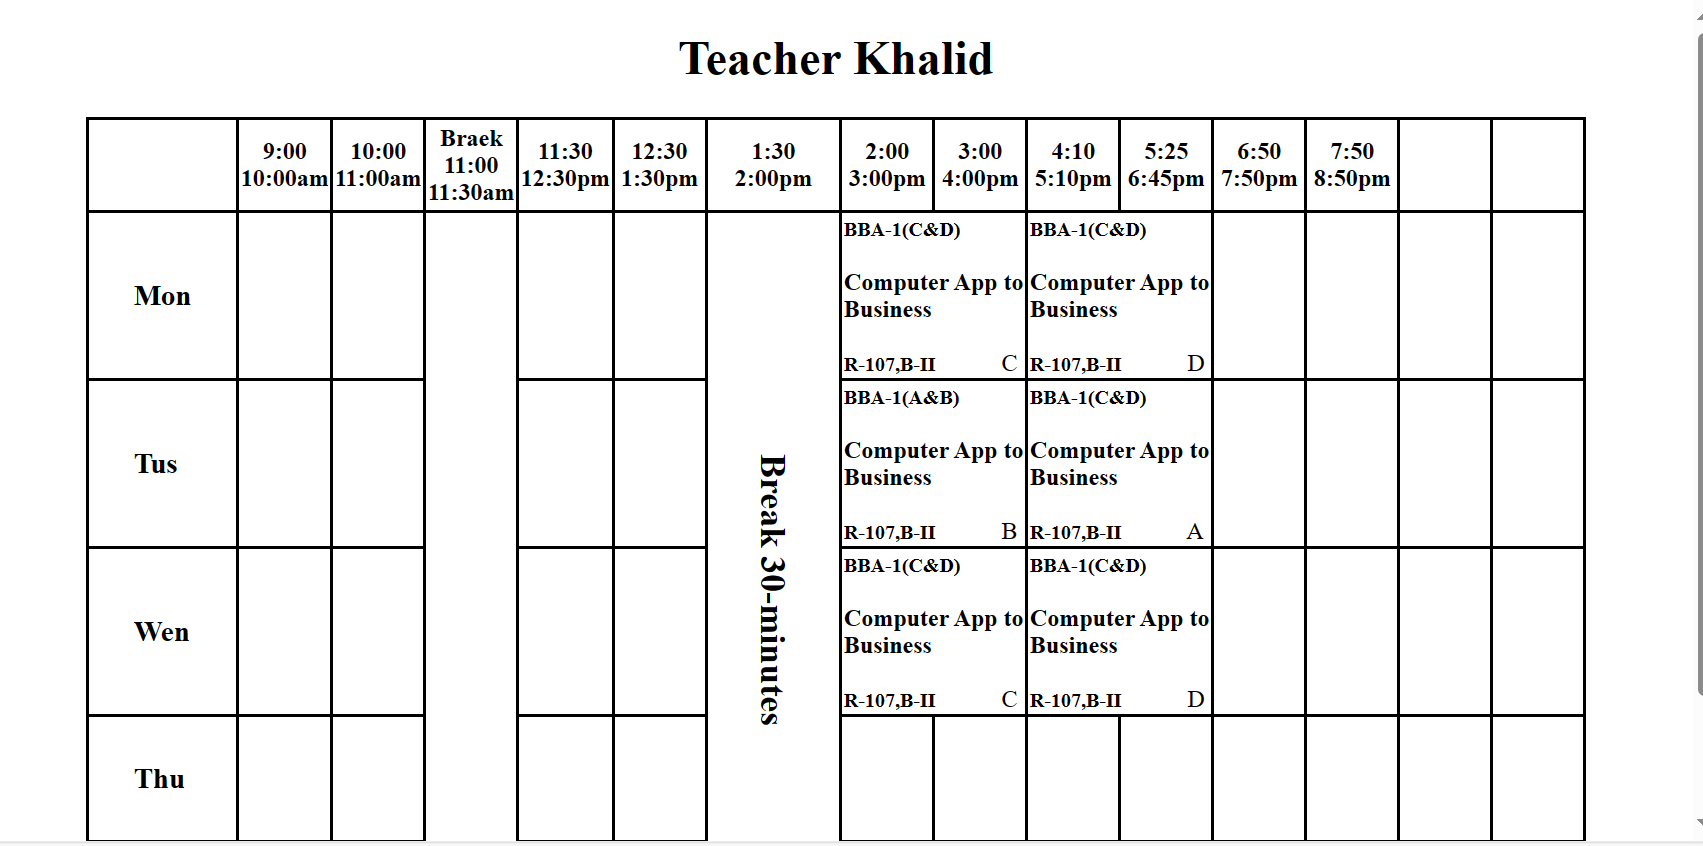 Teacher Khalid
9:00
10:00am
10:00
11:00am
Braek
11:00
11:30am
11:30
12:30pm
12:30
1:30pm
1:30
2:00pm
2:00
3:00pm
3:00
4:00pm
4:10
5:10pm
5:25
6:45pm
6:50
7:50pm
7:50
8:50pm
Break 30-minutes
Mon
BBA-1(C&D)
Computer App to
Business
R-107,B-II C
BBA-1(C&D)
Computer App to
Business
R-107,B-II D
Tus
BBA-1(A&B)
Computer App to
Business
R-107,B-II B
BBA-1(C&D)
Computer App to
Business
R-107,B-II A
Wen
BBA-1(C&D)
Computer App to
Business
R-107,B-II C
BBA-1(C&D)
Computer App to
Business
R-107,B-II D
Thu